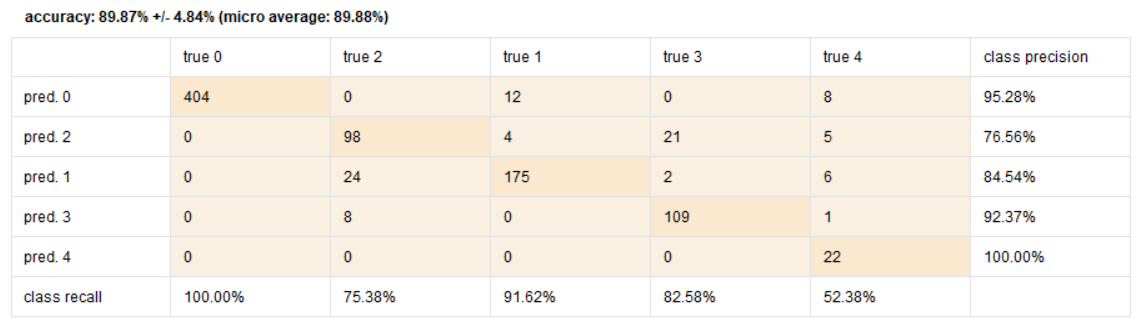 accuracy: 89.87% +/- 4.84% (micro average: 89.88%)
true 0 true 2 true 1 true 3 true 4 class precision
pred. 0 404 0 12 0 8 95.28%
pred. 2 0 98 4 21 5 76.56%
pred. 1 0 24 175 2 6 84.54%
pred. 3 0 8 0 109 1 92.37%
pred. 4 0 0 0 0 22 100.00%
class recall 100.00% 75.38% 91.62% 82.58% 52.38%